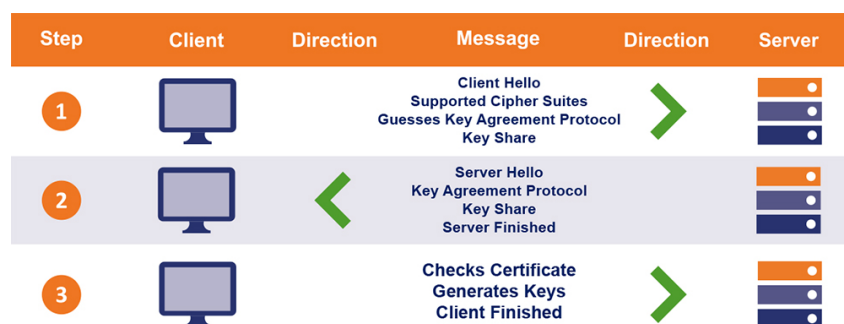 Step Client Direction Message Direction Server
1
Client Hello
Supported Cipher Suites
Guesses Key Agreement Protocol
Key Share
2
Server Hello
Key Agreement Protocol
Key Share
Server Finished
3
Checks Certificate
Generates Keys
Client Finished